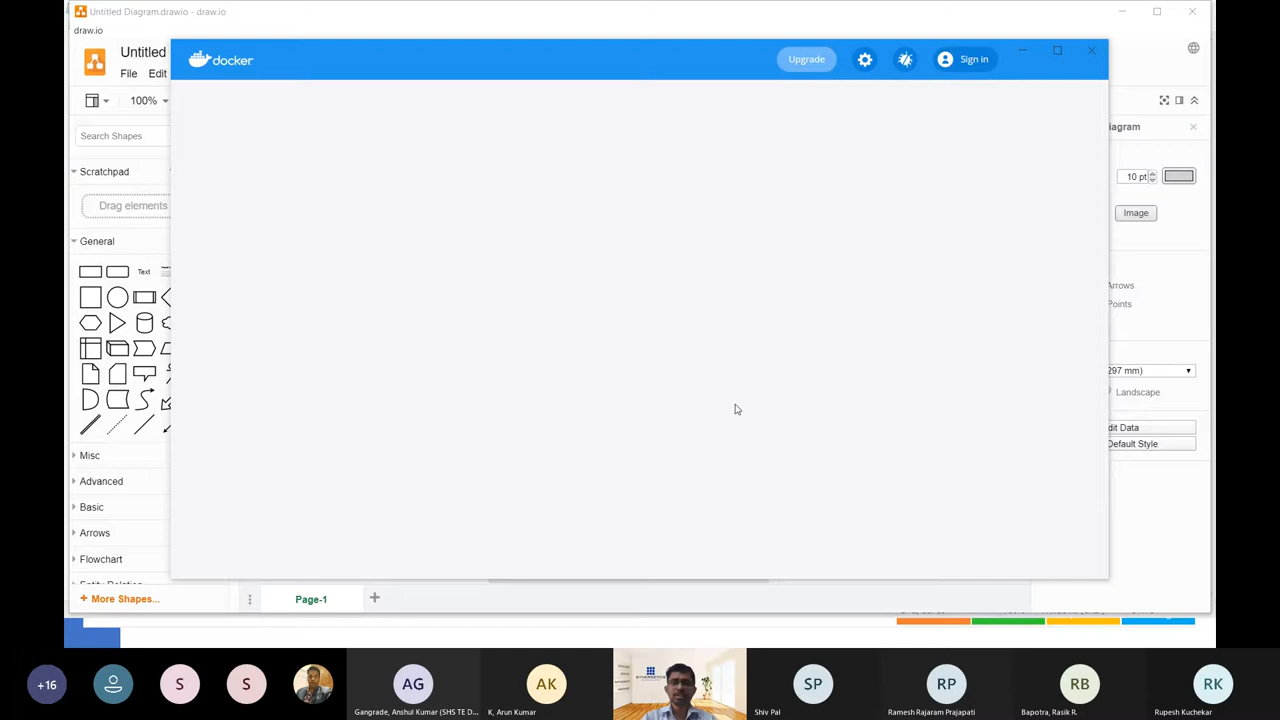 Untitled Diagram.drawio - draw.io
draw.io
Untitled
File Edit
docker
Upgrade
Sign in
100%
Search Shapes
iagram
Scratchpad
10 pt
Drag elements
Image
General
Text
Arrows
Points
297 mm)
Landscape
dit Data
Default Style
Misc
Advanced
Basic
Arrows
Flowchart
+ More Shapes...
Page-1
+16
S
S
AG
AK
SP
RP
RB
RK
Gangrade, Anshul Kumar (SHS TE D...
K, Arun Kumar
Shiv Pal
Ramesh Rajaram Prajapati
Bapotra, Rasik R.
Rupesh Kuchekar